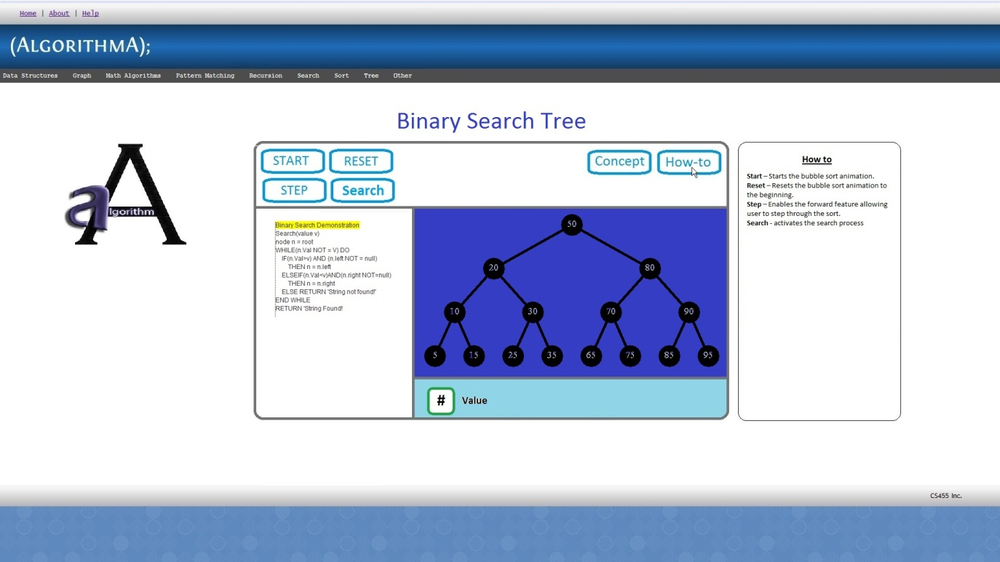 Home | About | Help
(ALGORITHMA);
Data Structures Graph Math Algorithms Pattern Matching Recursion Search Sort Tree Other
Binary Search Tree
A
a
lgorithm
START RESET
STEP Search
Concept How-to
Binary Search Demonstration
Search(value v)
node n = root
WHILE(n.Val NOT = V) DO
IF(n.Val>v) AND (n.left NOT = null)
THEN n = n.left
ELSEIF(n.Val<v)AND(n.right NOT=null)
THEN n = n.right
ELSE RETURN 'String not found!'
END WHILE
RETURN 'String Found!
50
20 80
10 30 70 90
5 15 25 35 65 75 85 95
# Value
How to
Start – Starts the bubble sort animation.
Reset – Resets the bubble sort animation to
the beginning.
Step – Enables the forward feature allowing
user to step through the sort.
Search - activates the search process
CS455 Inc.